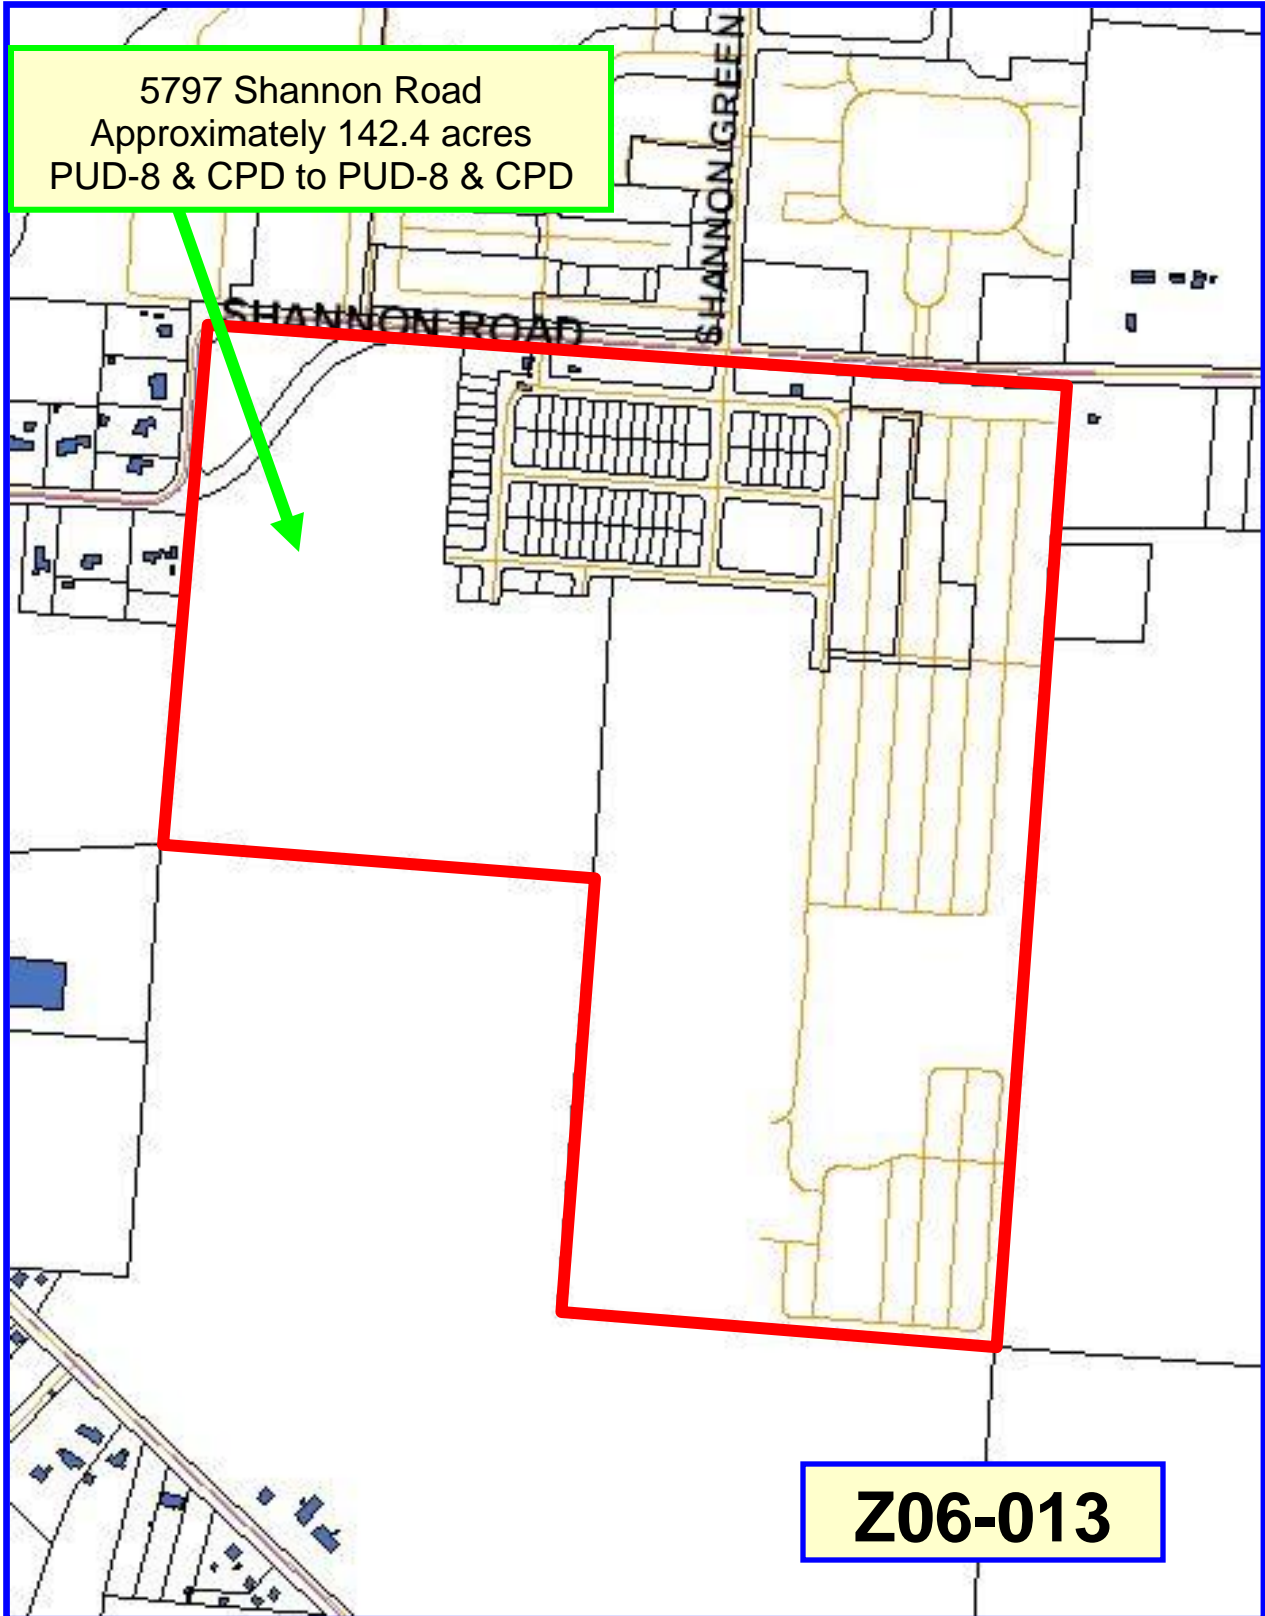 5797 Shannon Road
Approximately 142.4 acres
PUD-8 & CPD to PUD-8 & CPD
SHANNON GREEN
SHANNON ROAD
Z06-013